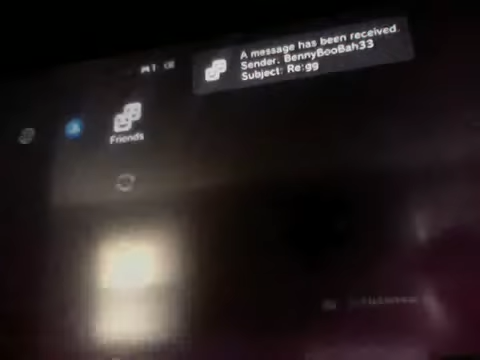 A message has been received.
Sender: BennyBooBah33
Subject: Re:gg
Friends